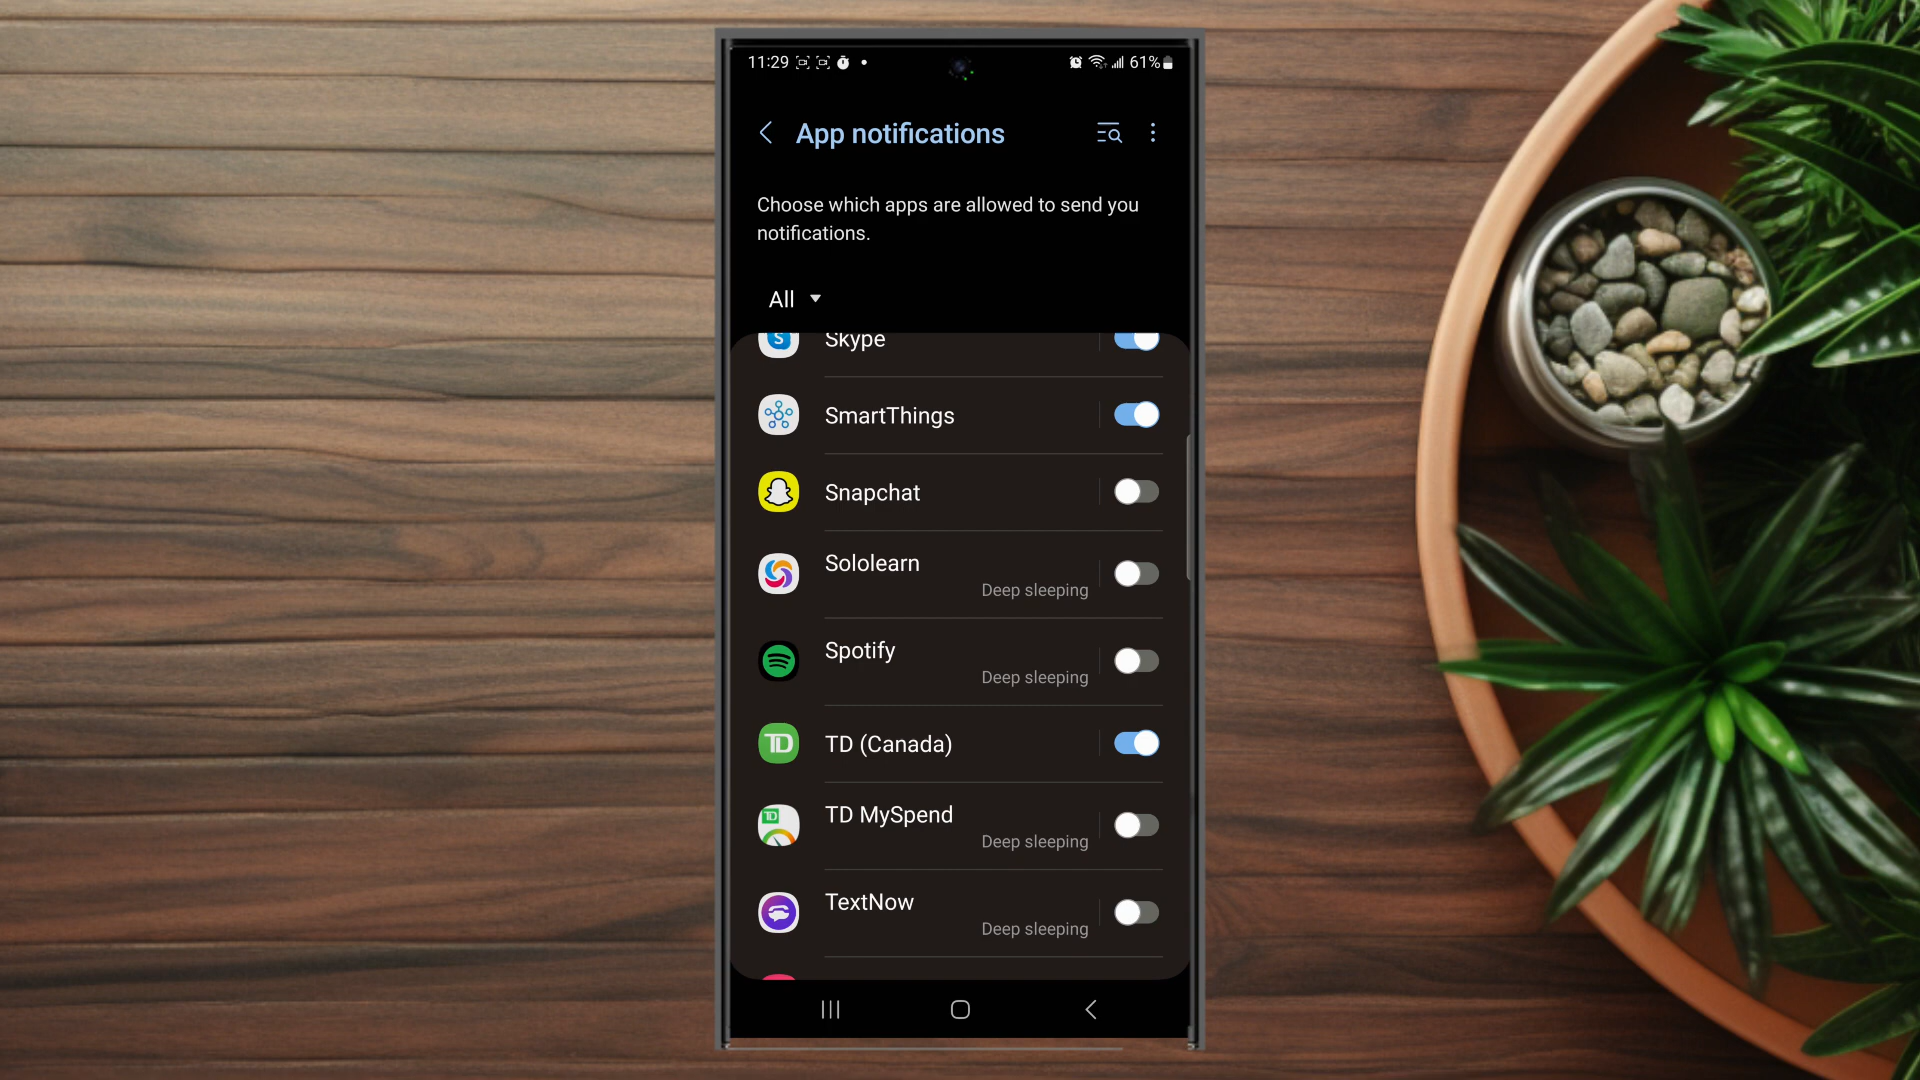 11:29
61%
App notifications
Choose which apps are allowed to send you
notifications.
All
Skype
SmartThings
Snapchat
Sololearn
Deep sleeping
Spotify
Deep sleeping
TD (Canada)
TD MySpend
Deep sleeping
TextNow
Deep sleeping